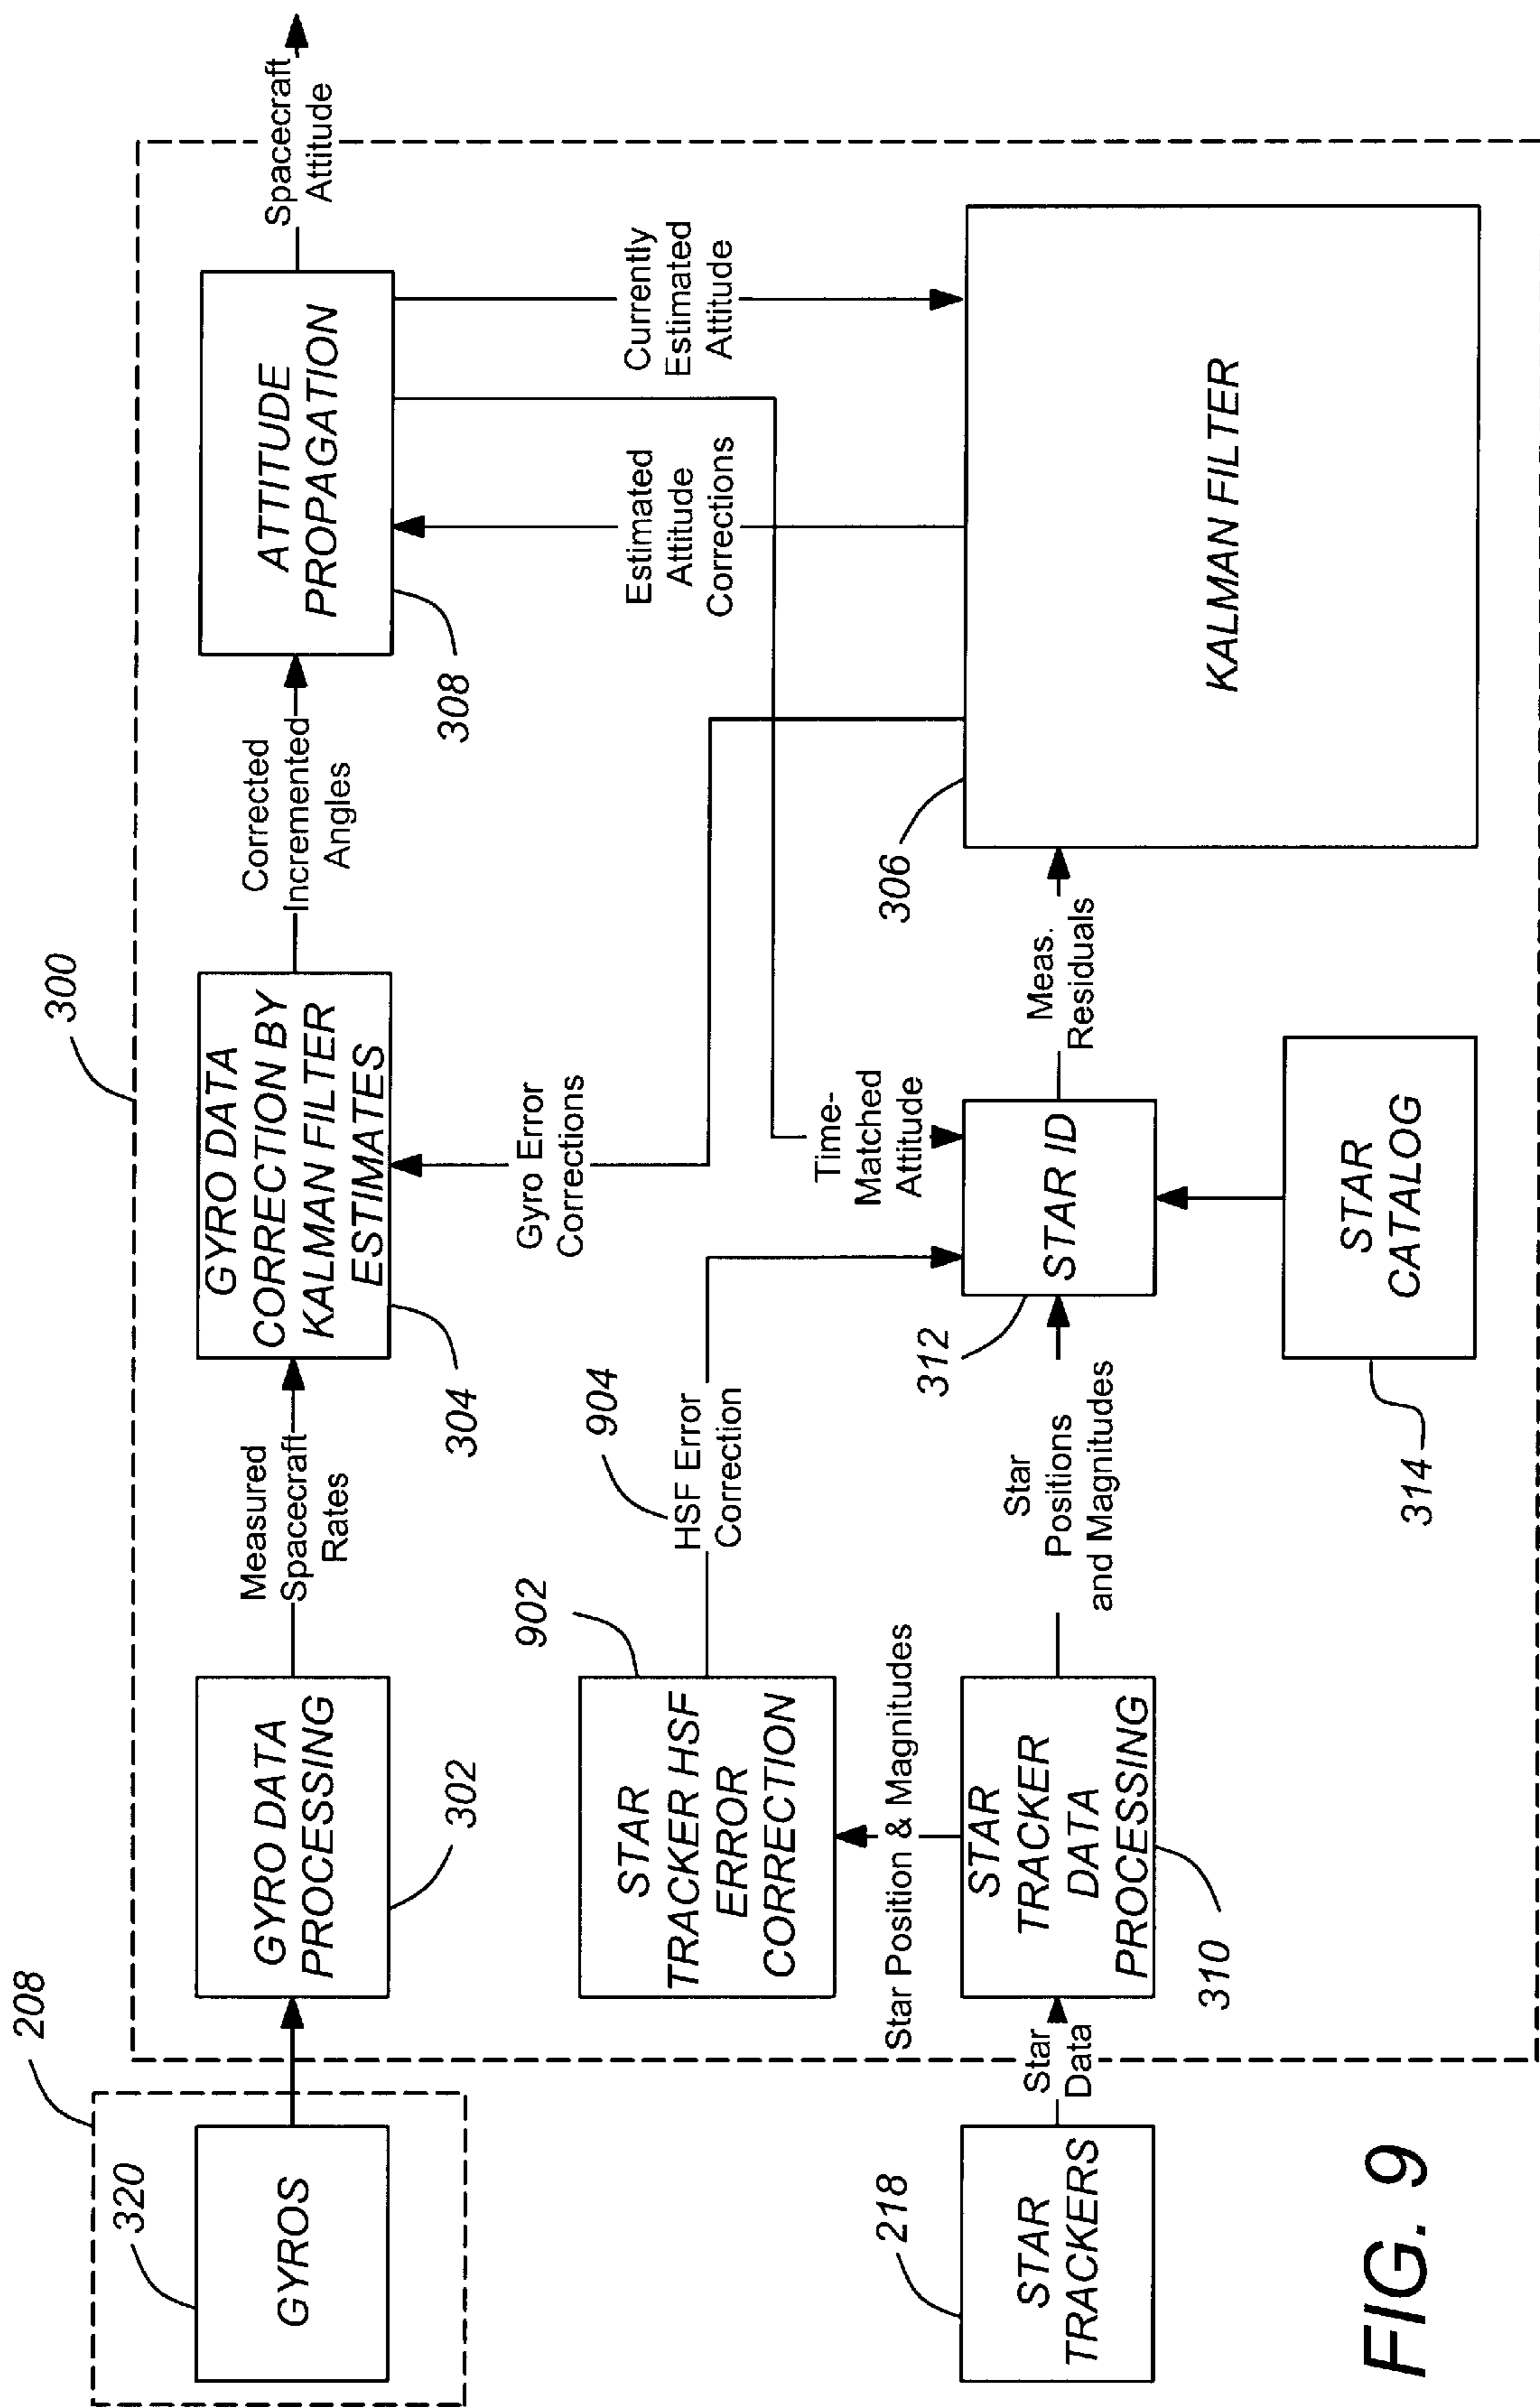 208
320
GYROS
300
GYRO DATA
PROCESSING
302
Measured
Spacecraft
Rates
GYRO DATA
CORRECTION BY
KALMAN FILTER
ESTIMATES
304
Corrected
Incremented
Angles
ATTITUDE
PROPAGATION
308
Spacecraft
Attitude
902
STAR
TRACKER HSF
ERROR
CORRECTION
904
HSF Error
Correction
Gyro Error
Corrections
Estimated
Attitude
Corrections
Currently
Estimated
Attitude
Star Position & Magnitudes
Time-
Matched
Attitude
218
STAR
TRACKERS
Star
Data
STAR
TRACKER
DATA
PROCESSING
310
Star
Positions
and Magnitudes
312
STAR ID
Meas.
Residuals
306
KALMAN FILTER
STAR
CATALOG
314
FIG. 9